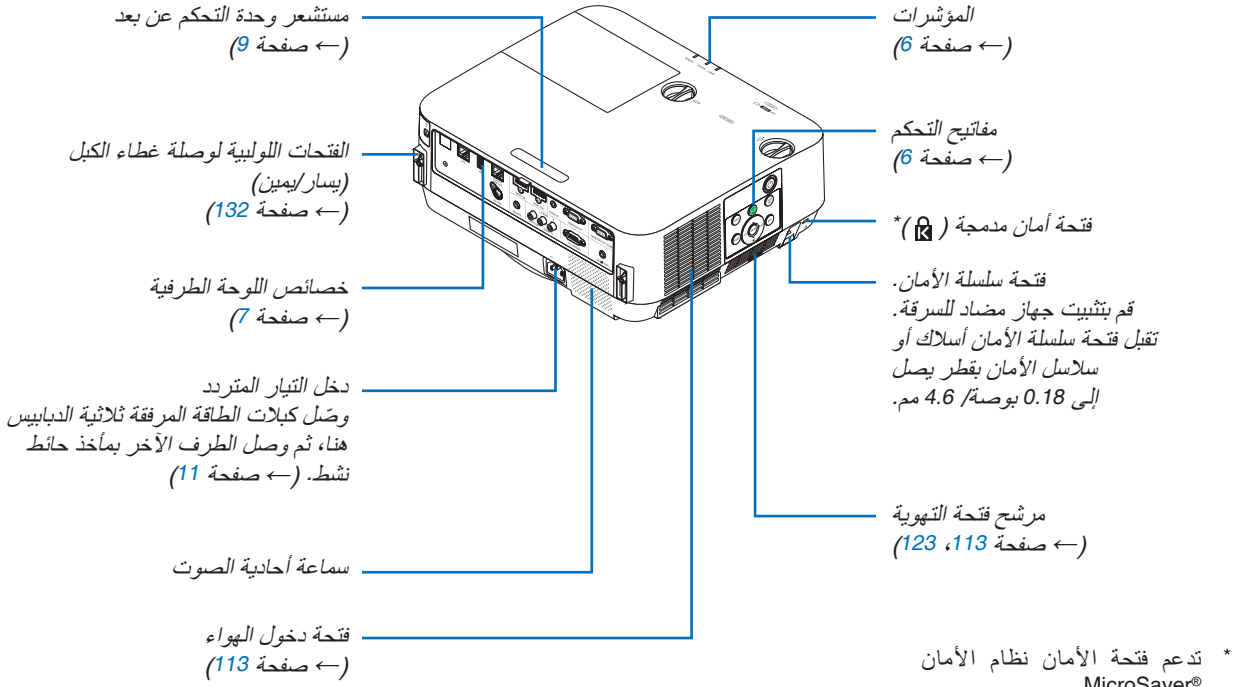 المؤشرات
(← صفحة 6)
مفاتيح التحكم
(← صفحة 6)
فتحة أمان مدمجة ( K )*
فتحة سلسلة الأمان.
قم بتثبيت جهاز مضاد للسرقة.
تقبل فتحة سلسلة الأمان أسلاك أو
سلاسل الأمان بقطر يصل
إلى 0.18 بوصة/ 4.6 مم.
مرشح فتحة التهوية
(← صفحة 113، 123)
* تدعم فتحة الأمان نظام الأمان
MicroSaver®
مستشعر وحدة التحكم عن بعد
(← صفحة 9)
الفتحات اللولبية لوصلة غطاء الكبل
(يسار/يمين)
(← صفحة 132)
خصائص اللوحة الطرفية
(← صفحة 7)
دخل التيار المتردد
وصّل كبلات الطاقة المرفقة ثلاثية الدبابيس
هنا، ثم وصل الطرف الآخر بمأخذ حائط
نشط. (← صفحة 11)
سماعة أحادية الصوت
فتحة دخول الهواء
(← صفحة 113)